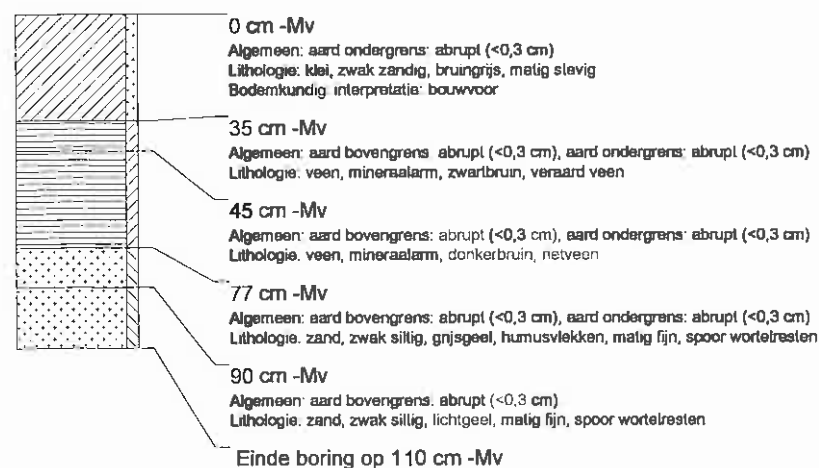 0 cm -Mv
Algemeen: aard ondergrens: abrupt (<0,3 cm)
Lithologie: klei, zwak zandig, bruingrijs, matig stevig
Bodemkundig interpretatie: bouwvoor
35 cm -Mv
Algemeen: aard bovengrens: abrupt (<0,3 cm), aard ondergrens: abrupt (<0,3 cm)
Lithologie: veen, mineraalarm, zwartbruin, veraard veen
45 cm -Mv
Algemeen: aard bovengrens: abrupt (<0,3 cm), aard ondergrens: abrupt (<0,3 cm)
Lithologie: veen, mineraalarm, donkerbruin, rietveen
77 cm -Mv
Algemeen: aard bovengrens: abrupt (<0,3 cm), aard ondergrens: abrupt (<0,3 cm)
Lithologie: zand, zwak siltig, grijsgeel, humusvlekken, matig fijn, spoor wortelresten
90 cm -Mv
Algemeen: aard bovengrens: abrupt (<0,3 cm)
Lithologie: zand, zwak siltig, lichtgeel, matig fijn, spoor wortelresten
Einde boring op 110 cm -Mv